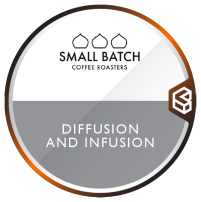 SMALL BATCH
COFFEE ROASTERS
DIFFUSION
AND INFUSION